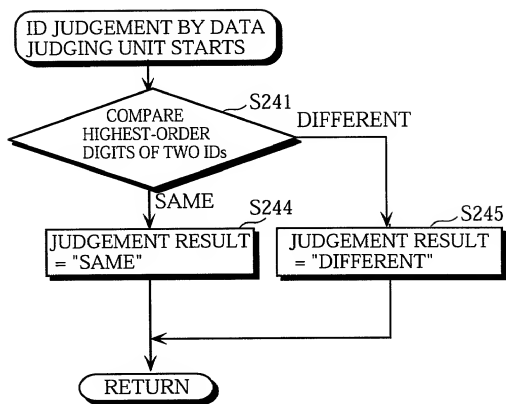 ID JUDGEMENT BY DATA
JUDGING UNIT STARTS
S241
COMPARE
HIGHEST-ORDER
DIGITS OF TWO IDs
DIFFERENT
SAME
S244
JUDGEMENT RESULT
= "SAME"
S245
JUDGEMENT RESULT
= "DIFFERENT"
RETURN